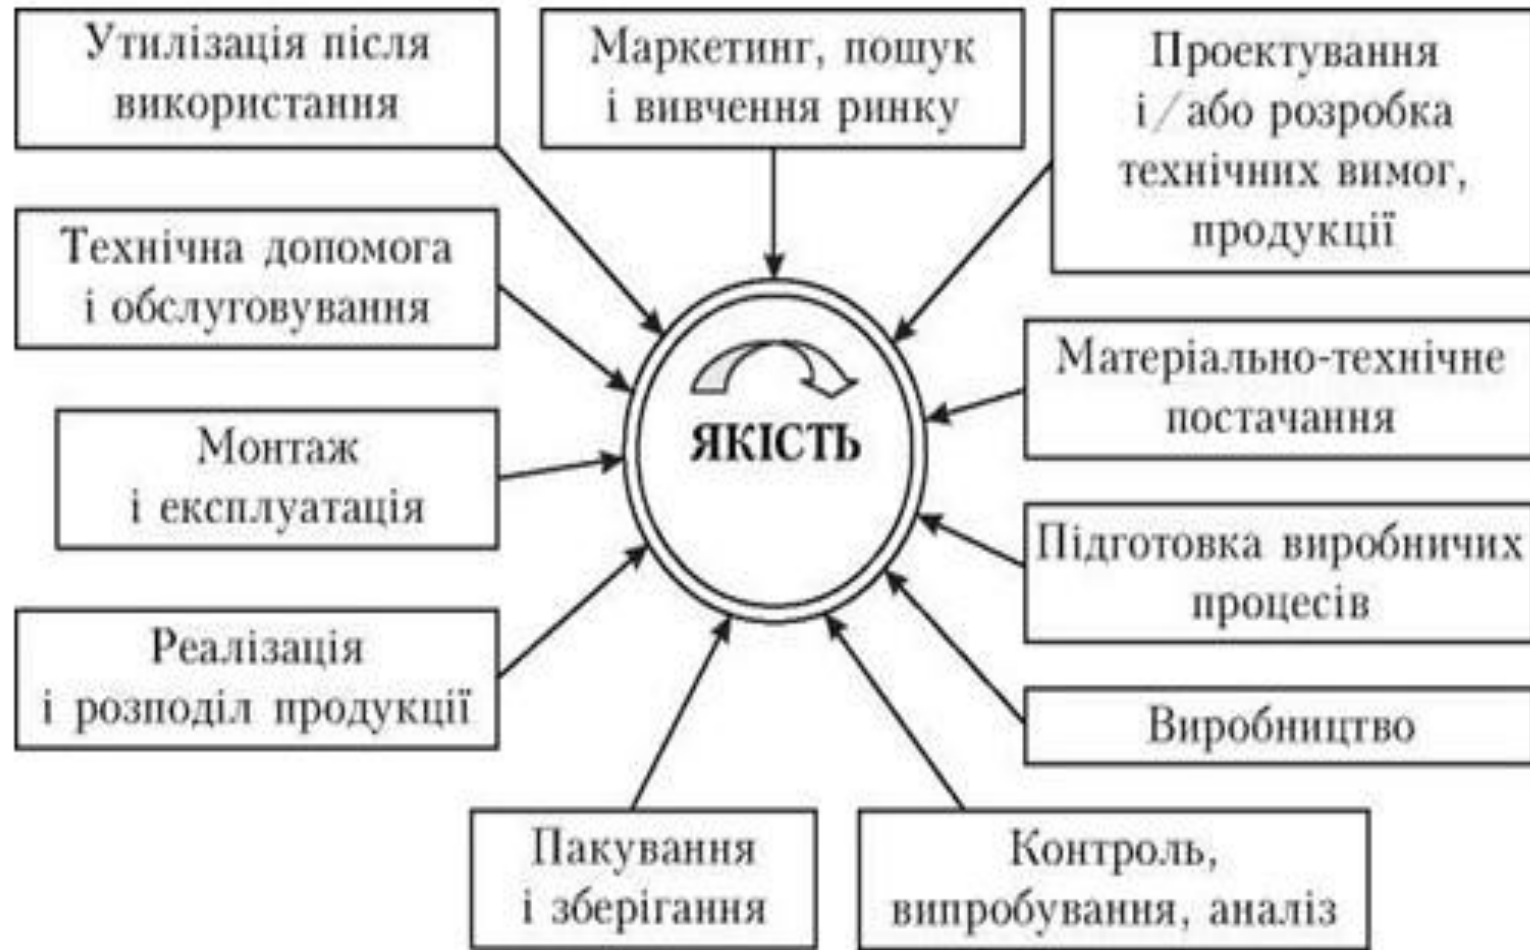 Утилізація після
використання
Маркетинг, пошук
і вивчення ринку
Проектування
і/або розробка
технічних вимог,
продукції
Технічна допомога
і обслуговування
Матеріально-технічне
постачання
ЯКІСТЬ
Монтаж
і експлуатація
Підготовка виробничих
процесів
Реалізація
і розподіл продукції
Виробництво
Пакування
і зберігання
Контроль,
випробування, аналіз